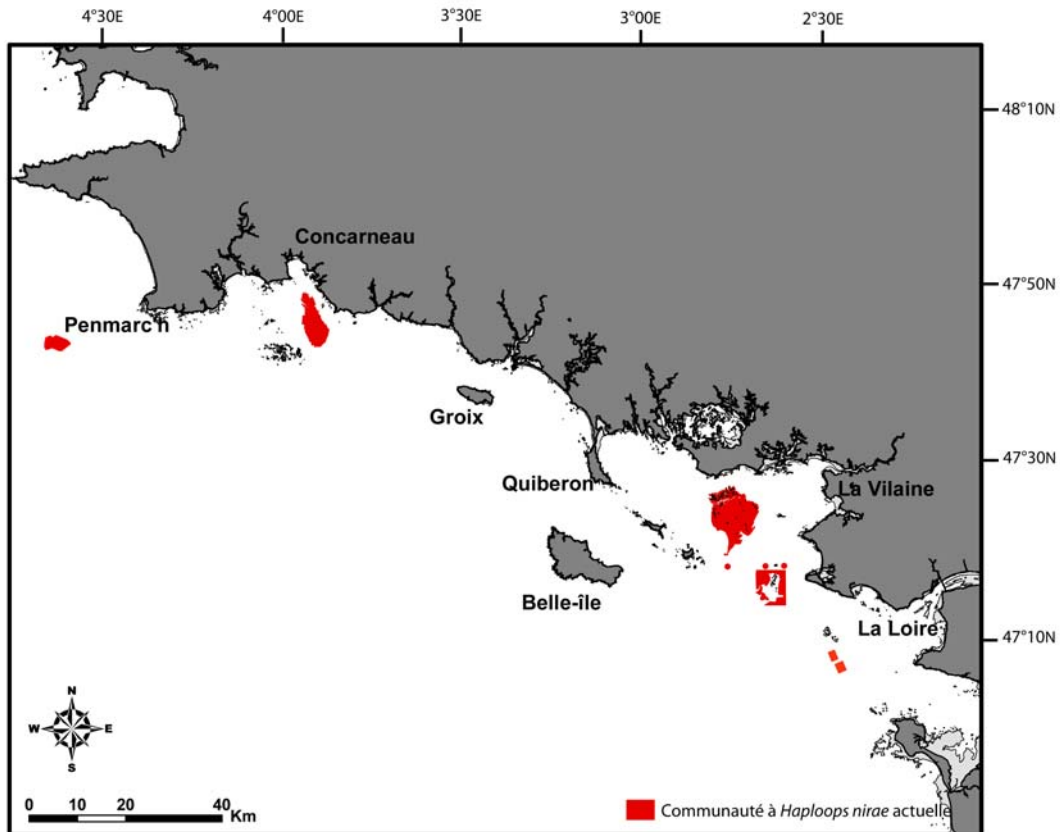 4°30E
4°00E
3°30E
3°00E
2°30E
48°10N
Concarneau
47°50N
Penmarc'h
Groix
47°30N
Quiberon
La Vilaine
Belle-île
La Loire
47°10N
N
W
E
S
0 10 20 40
Km
Communauté à Haploops nirae actuelle